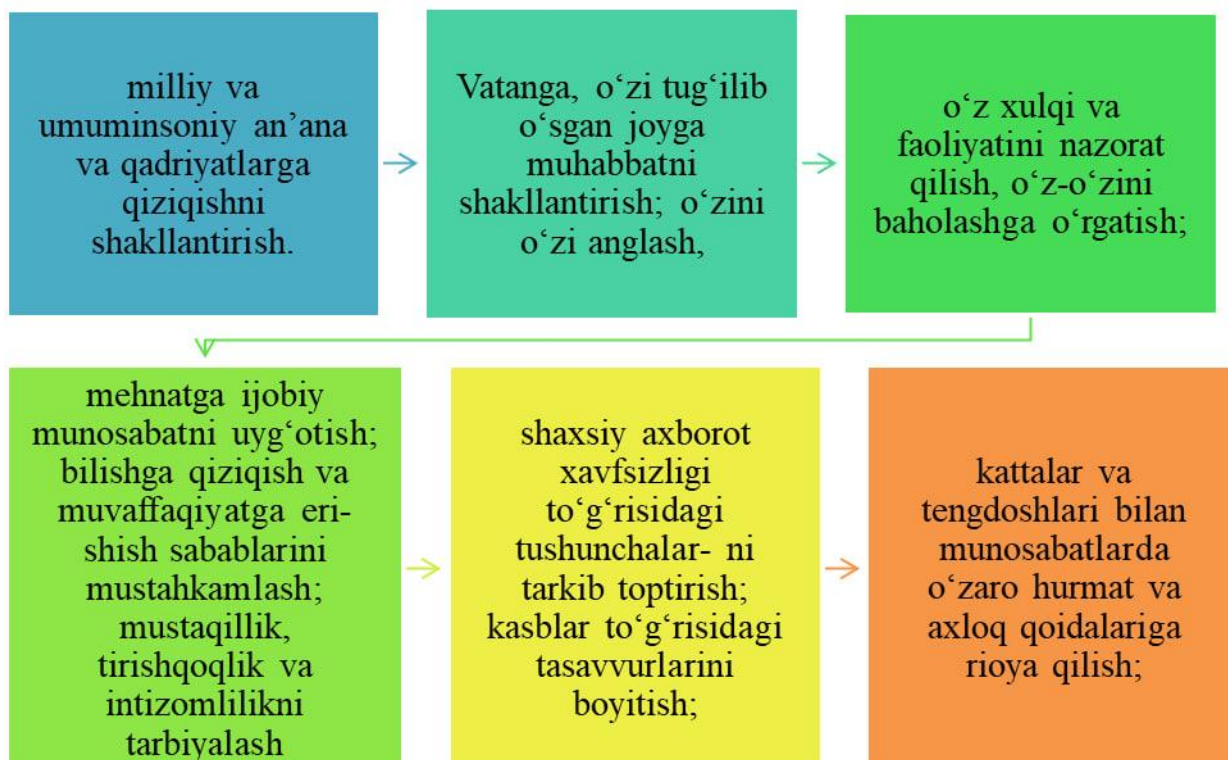 milliy va
umuminsoniy an’ana
va qadriyatlarga
qiziqishni
shakllantirish.
Vatanga, o‘zi tug‘ilib
o‘sgan joyga
muhabbatni
shakllantirish; o‘zini
o‘zi anglash,
o‘z xulqi va
faoliyatini nazorat
qilish, o‘z-o‘zini
baholashga o‘rgatish;
mehnatga ijobiy
munosabatni uyg‘otish;
bilishga qiziqish va
muvaffaqiyatga eri-
shish sabablarini
mustahkamlash;
mustaqillik,
tirishqoqlik va
intizomlilikni
tarbiyalash
shaxsiy axborot
xavfsizligi
to‘g‘risidagi
tushunchalar- ni
tarkib toptirish;
kasblar to‘g‘risidagi
tasavvurlarini
boyitish;
kattalar va
tengdoshlari bilan
munosabatlarda
o‘zaro hurmat va
axloq qoidalariga
rioya qilish;